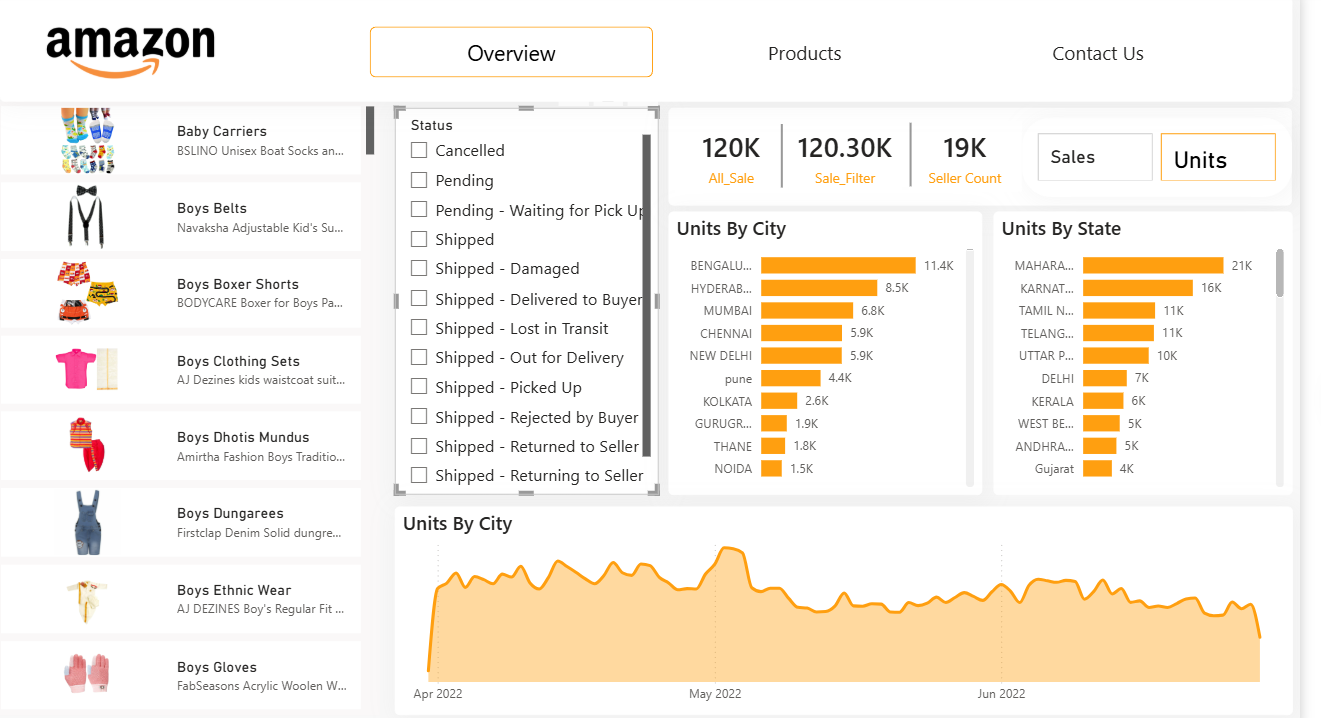 amazon
Overview
Products
Contact Us
Baby Carriers
BSLINO Unisex Boat Socks an...
Boys Belts
Navaksha Adjustable Kid's Su...
Boys Boxer Shorts
BODYCARE Boxer for Boys Pa...
Boys Clothing Sets
AJ Dezines kids waistcoat suit...
Boys Dhotis Mundus
Amirtha Fashion Boys Traditio...
Boys Dungarees
Firstclap Denim Solid dungre...
Boys Ethnic Wear
AJ DEZINES Boy's Regular Fit ...
Boys Gloves
FabSeasons Acrylic Woolen W...
Status
Cancelled
Pending
Pending - Waiting for Pick Up
Shipped
Shipped - Damaged
Shipped - Delivered to Buyer
Shipped - Lost in Transit
Shipped - Out for Delivery
Shipped - Picked Up
Shipped - Rejected by Buyer
Shipped - Returned to Seller
Shipped - Returning to Seller
120K
All_Sale
120.30K
Sale_Filter
19K
Seller Count
Sales
Units
Units By City
BENGALU... 11.4K
HYDERAB... 8.5K
MUMBAI 6.8K
CHENNAI 5.9K
NEW DELHI 5.9K
pune 4.4K
KOLKATA 2.6K
GURUGR... 1.9K
THANE 1.8K
NOIDA 1.5K
Units By State
MAHARA... 21K
KARNAT... 16K
TAMIL N... 11K
TELANG... 11K
UTTAR P... 10K
DELHI 7K
KERALA 6K
WEST BE... 5K
ANDHRA... 5K
Gujarat 4K
Units By City
Apr 2022
May 2022
Jun 2022